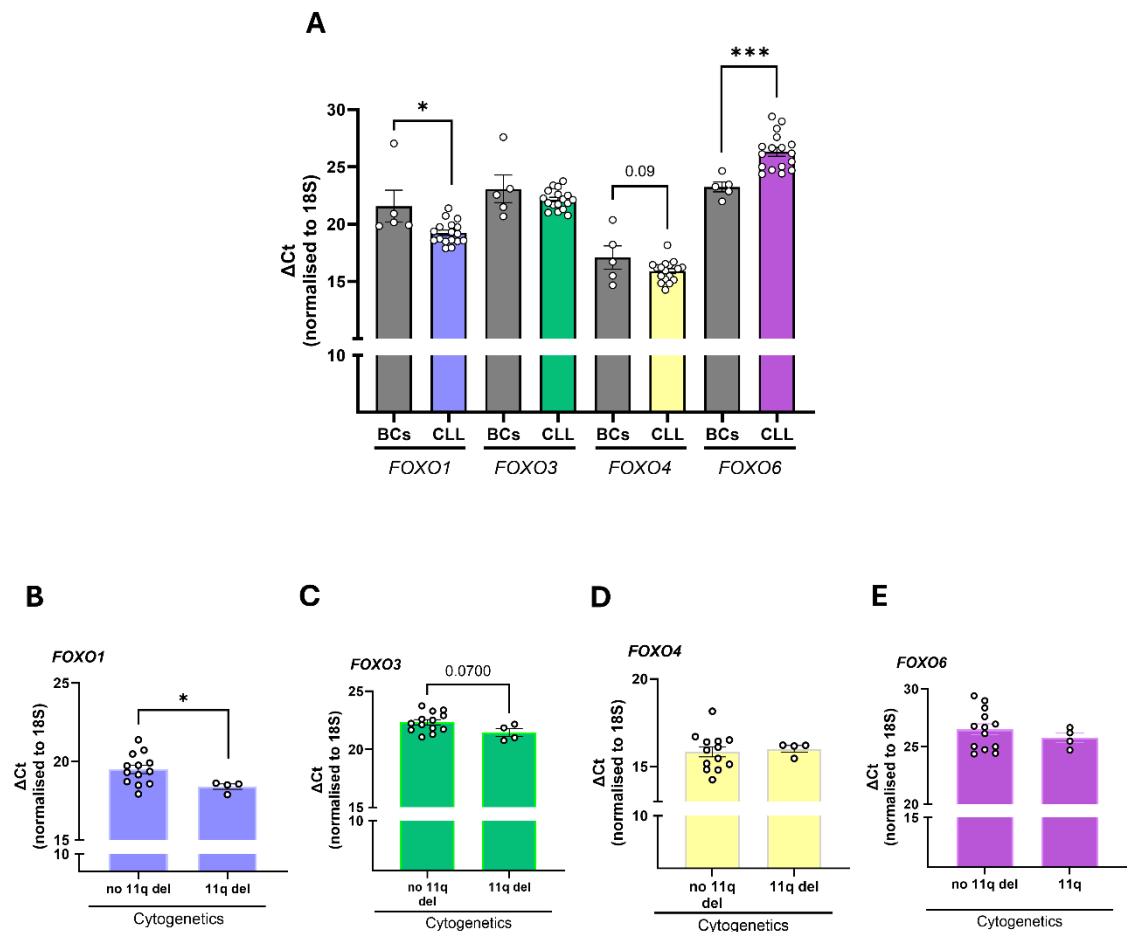 A
***
*
0.09
30
25
20
15
10
ΔCt
(normalised to 18S)
BCs CLL BCs CLL BCs CLL BCs CLL
FOXO1 FOXO3 FOXO4 FOXO6
B
FOXO1
25
20
15
10
*
ΔCt
(normalised to 18S)
no 11q del 11q del
Cytogenetics
C
FOXO3
0.0700
25
20
15
10
ΔCt
(normalised to 18S)
no 11q 11q del
del
Cytogenetics
D
FOXO4
20
15
10
ΔCt
(normalised to 18S)
no 11q 11q del
del
Cytogenetics
E
FOXO6
30
25
20
15
ΔCt
(normalised to 18S)
no 11q del 11q
Cytogenetics